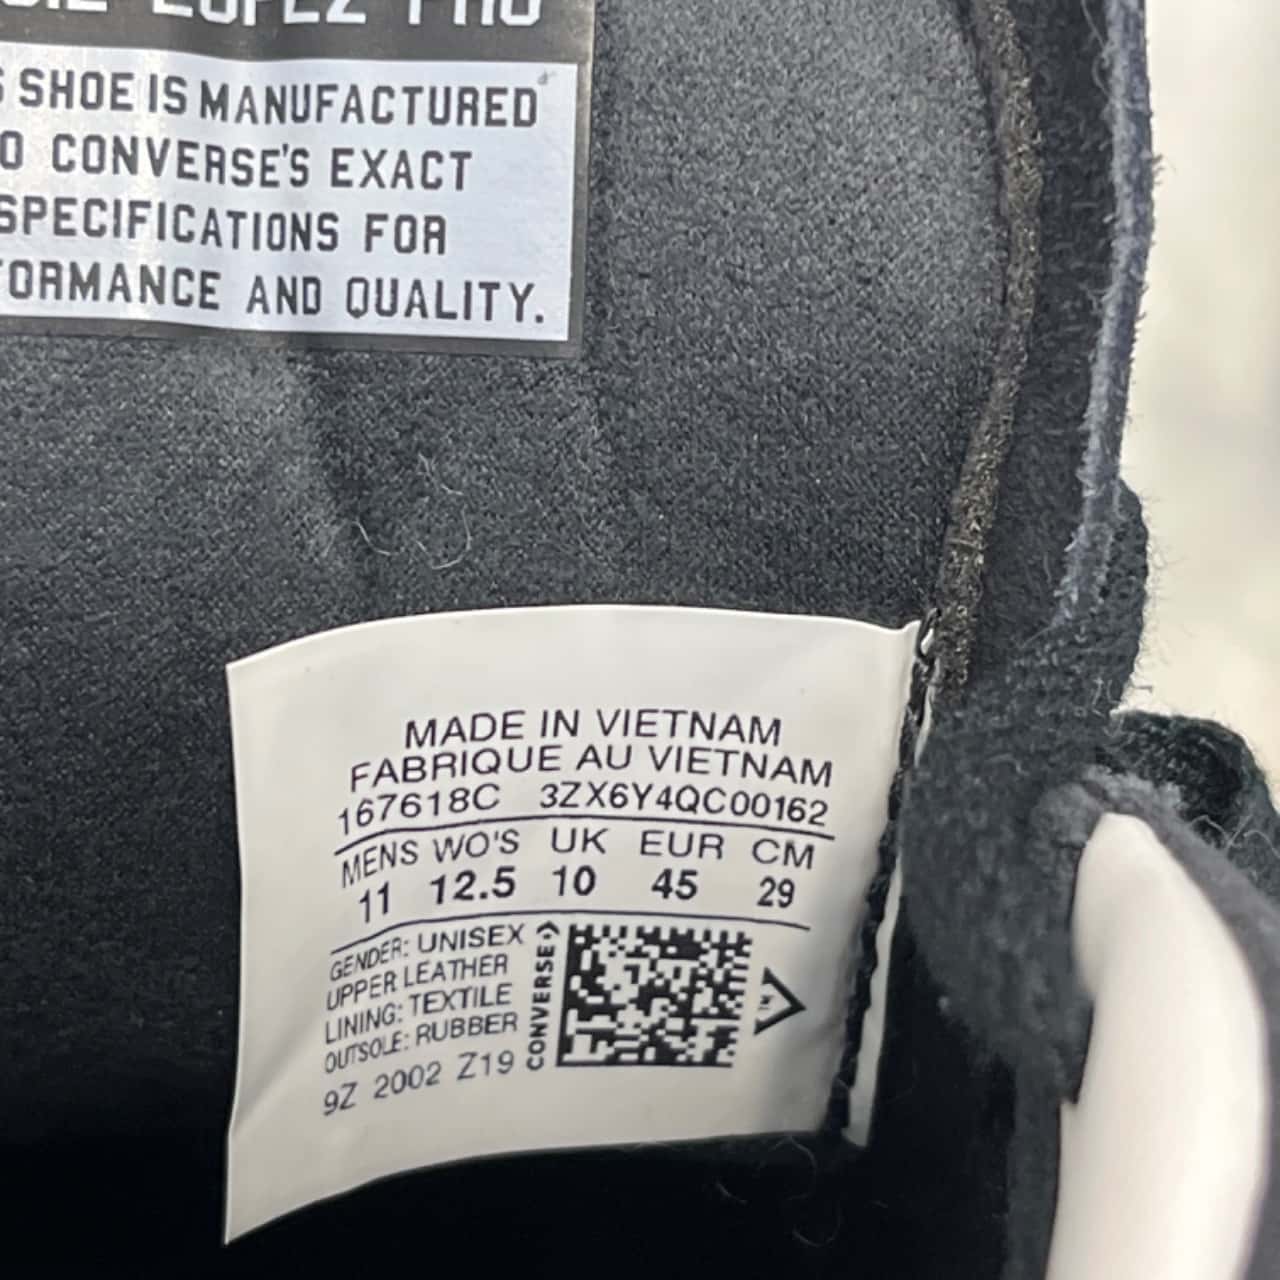 LOPEZ PRO
SHOE IS MANUFACTURED
CONVERSE'S EXACT
SPECIFICATIONS FOR
AND QUALITY.
MADE IN VIETNAM
FABRIQUE AU VIETNAM
167618C 3ZX6Y4QC00162
MENS WO'S UK EUR CM
11 12.5 10 45 29
GENDER: UNISEX
UPPER LEATHER
LINING: TEXTILE
OUTSOLE: RUBBER
9Z 2002 Z19
CONVERSE